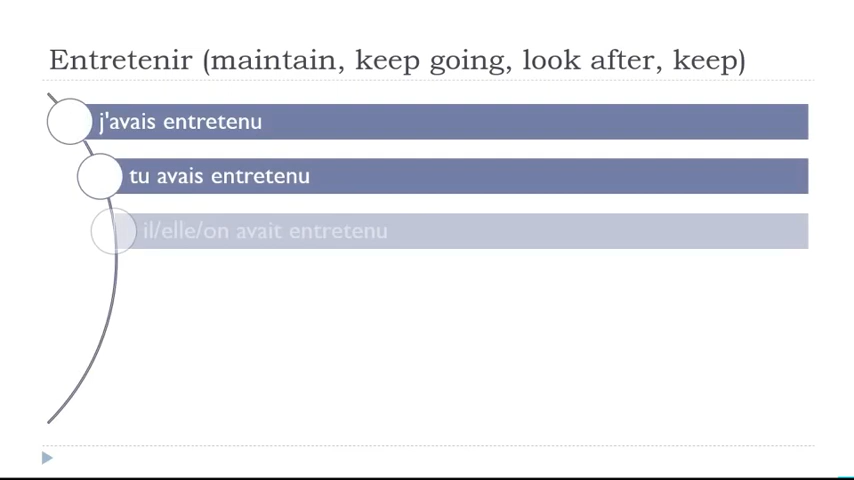 Entretenir (maintain, keep going, look after, keep)
j'avais entretenu
tu avais entretenu
il/elle/on avait entretenu